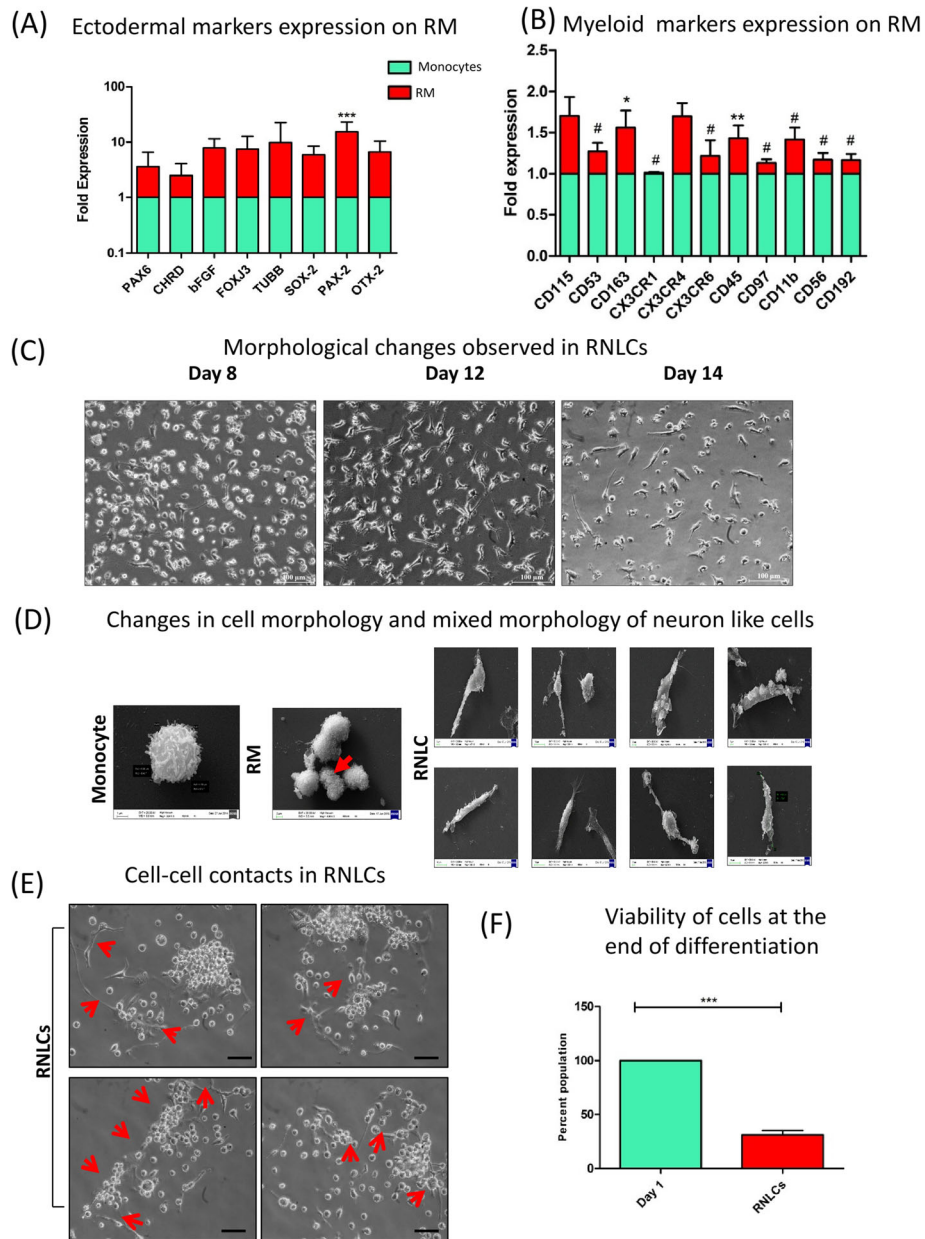 (A) Ectodermal markers expression on RM
Monocytes
RM
Fold Expression
100
10
1
0.1
***
PAX6 CHRD bFGF FOXJ3 TUBB SOX-2 PAX-2 OTX-2
(B) Myeloid markers expression on RM
Fold expression
2.5
2.0
1.5
1.0
0.5
0.0
# * # # ** # # # #
CD115 CD53 CD163 CX3CR1 CX3CR4 CX3CR6 CD45 CD97 CD11b CD56 CD192
(C) Morphological changes observed in RNLCs
Day 8 Day 12 Day 14
100 μm 100 μm 100 μm
(D) Changes in cell morphology and mixed morphology of neuron like cells
Monocyte
RM
RNLC
(E) Cell-cell contacts in RNLCs
RNLCs
(F) Viability of cells at the
end of differentiation
Percent population
150
100
50
0
***
Day 1 RNLCs